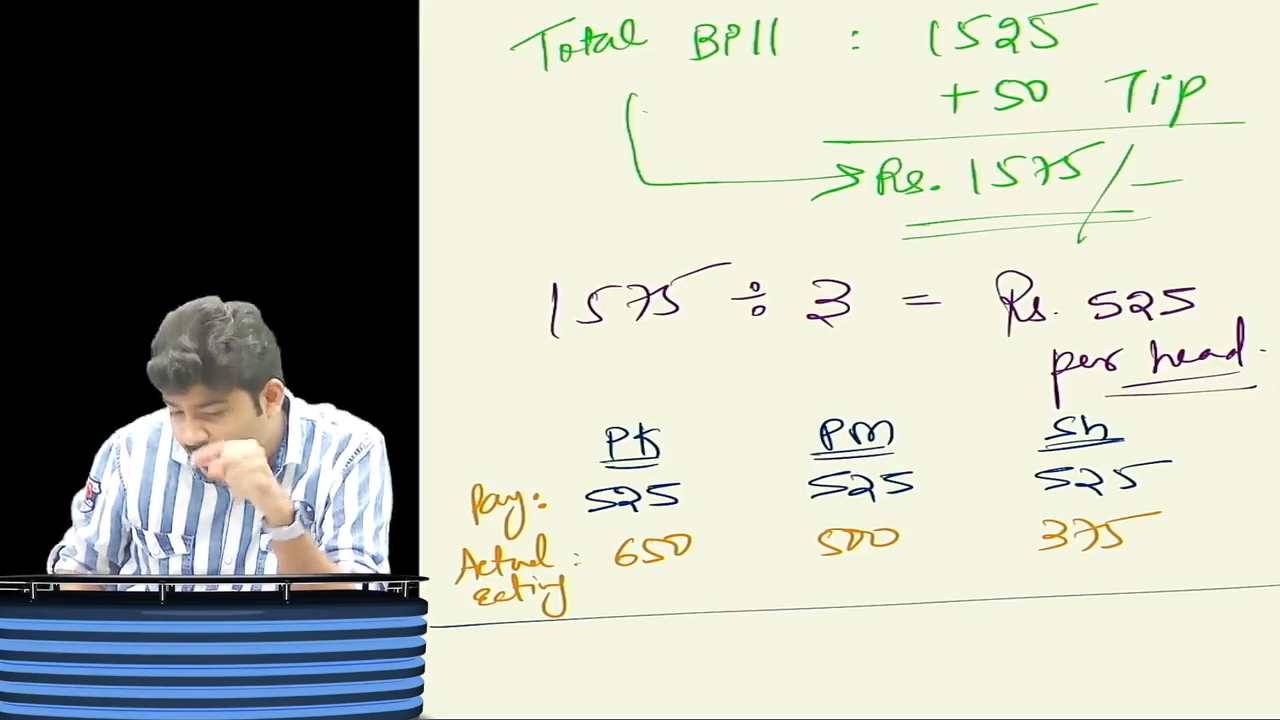 Total Bill : 1525
+ 50 Tip
Rs. 1575/-
1575 ÷ 3 = Rs. 525
per head.
PK PM Sh
Pay: 525 525 525
Actual eating : 650 500 375